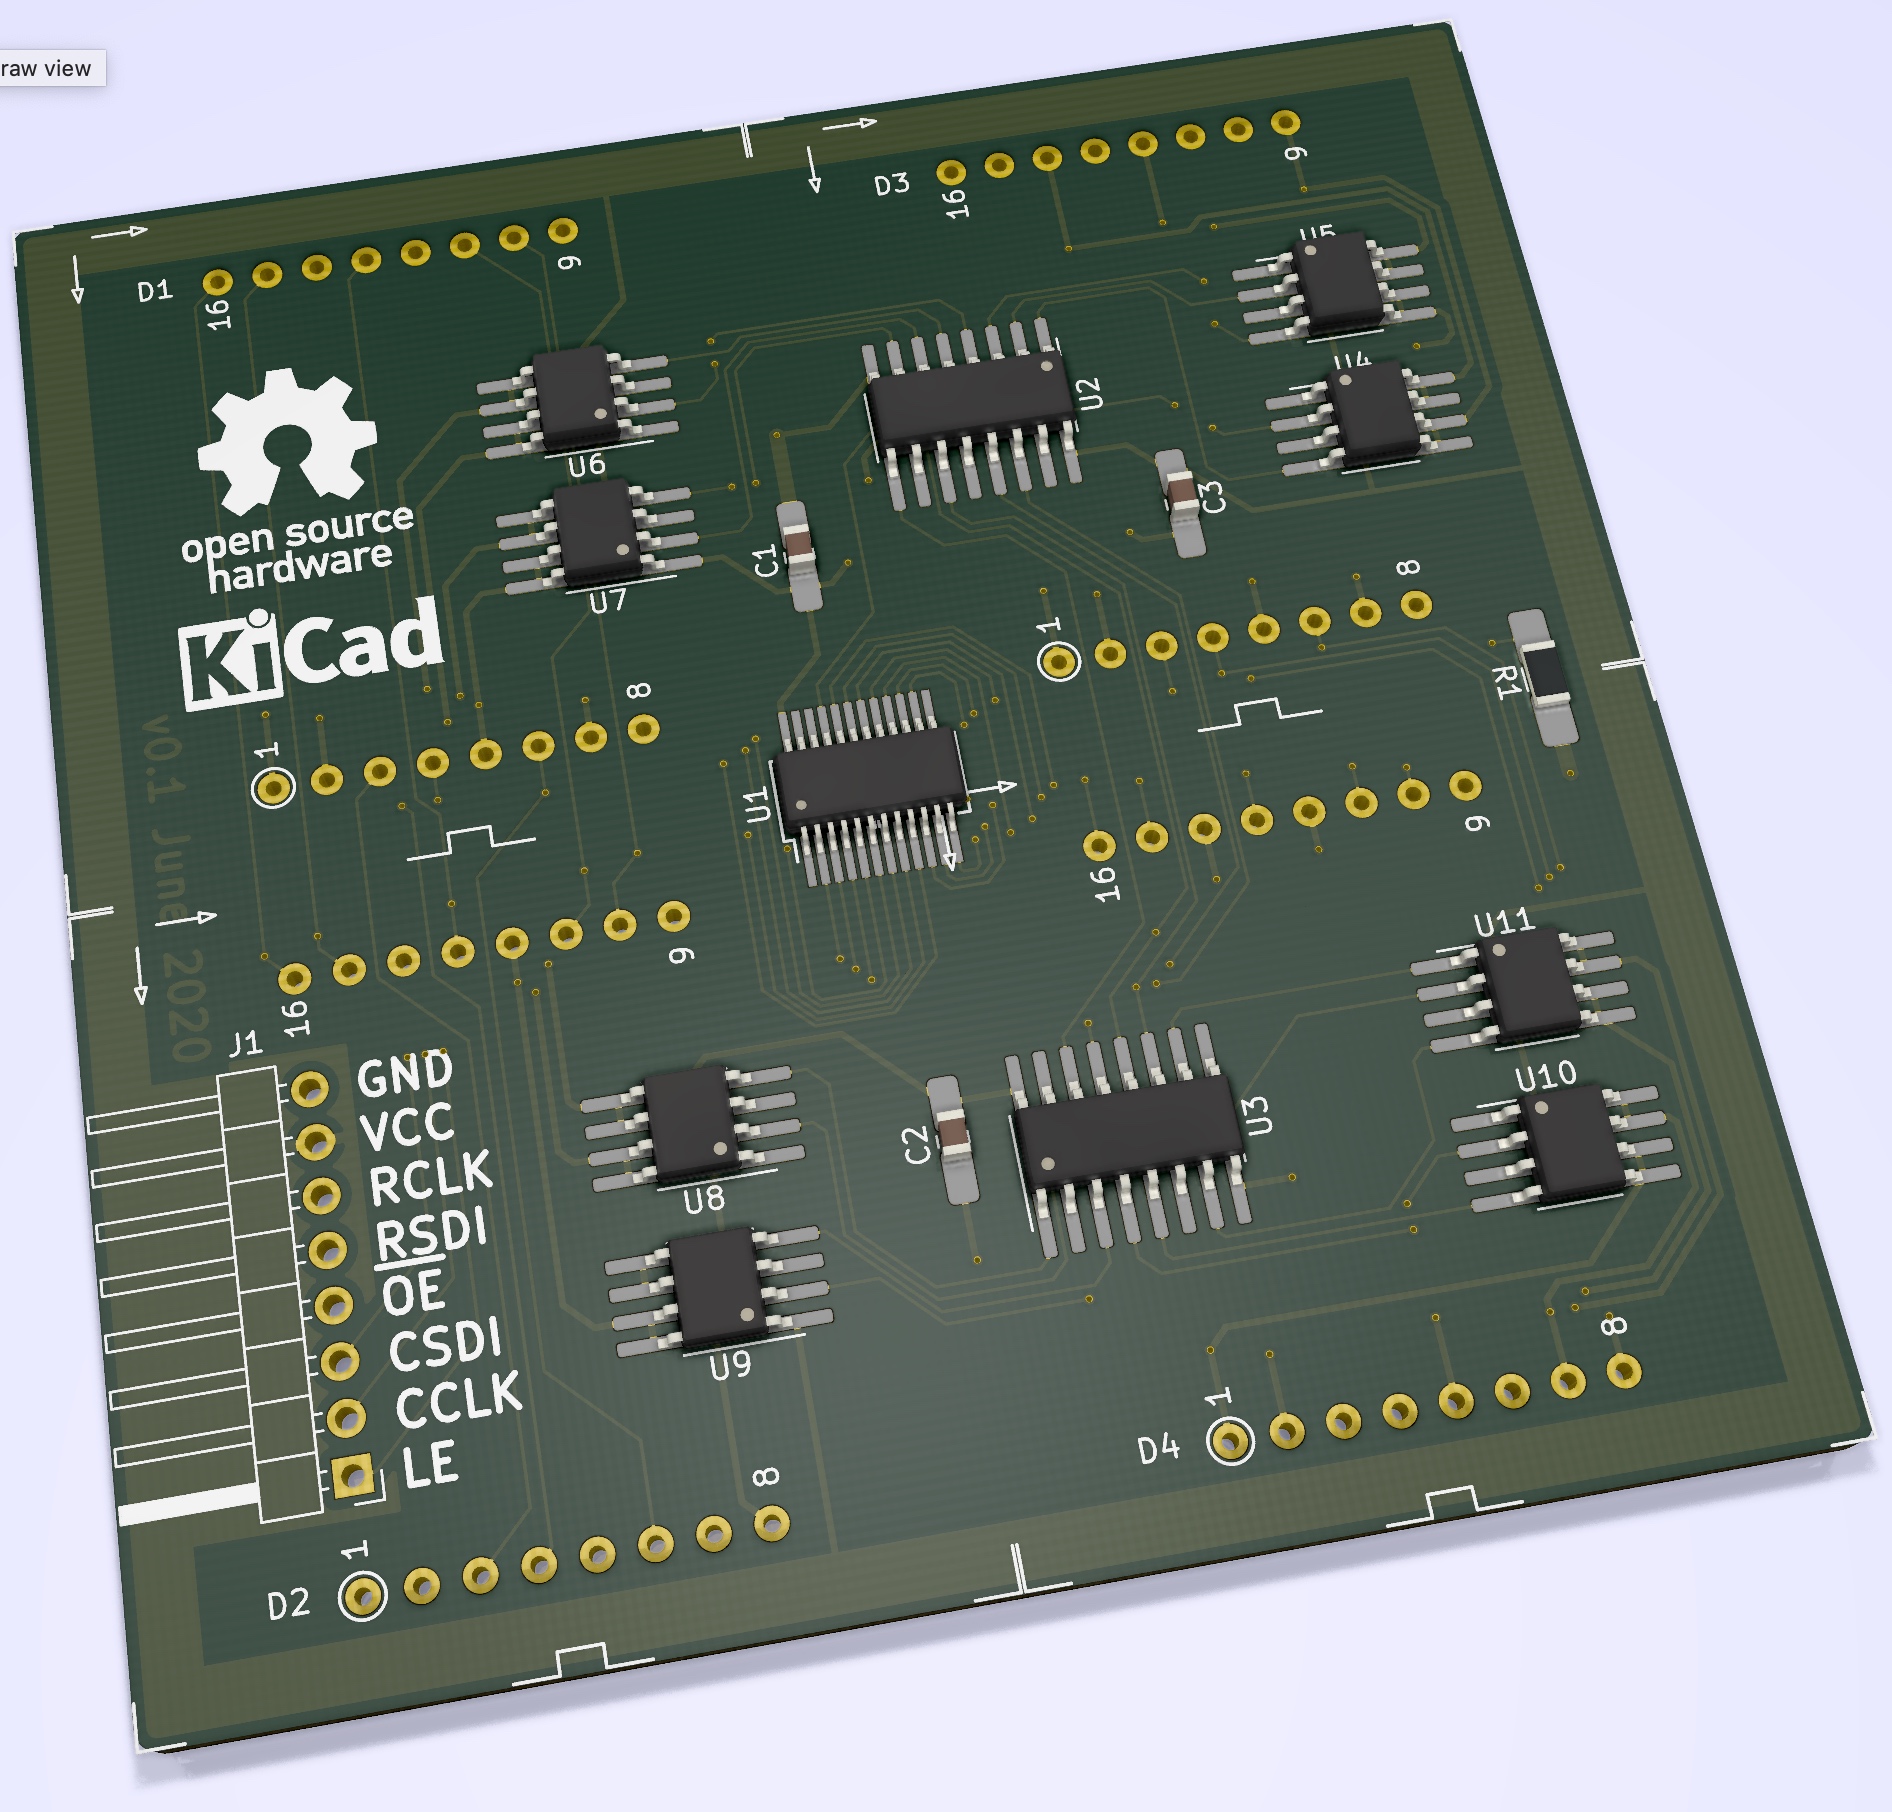 raw view
D3
16
9
D1
16
9
U5
U4
U2
U6
open source
hardware
C1
C3
U7
KiCad
1
8
R1
1
8
U1
v0.1 June 2020
16
9
16
9
U11
J1
GND
VCC
RCLK
RSDI
OE
CSDI
CCLK
LE
U10
U3
C2
U8
U9
D4
1
8
D2
1
8